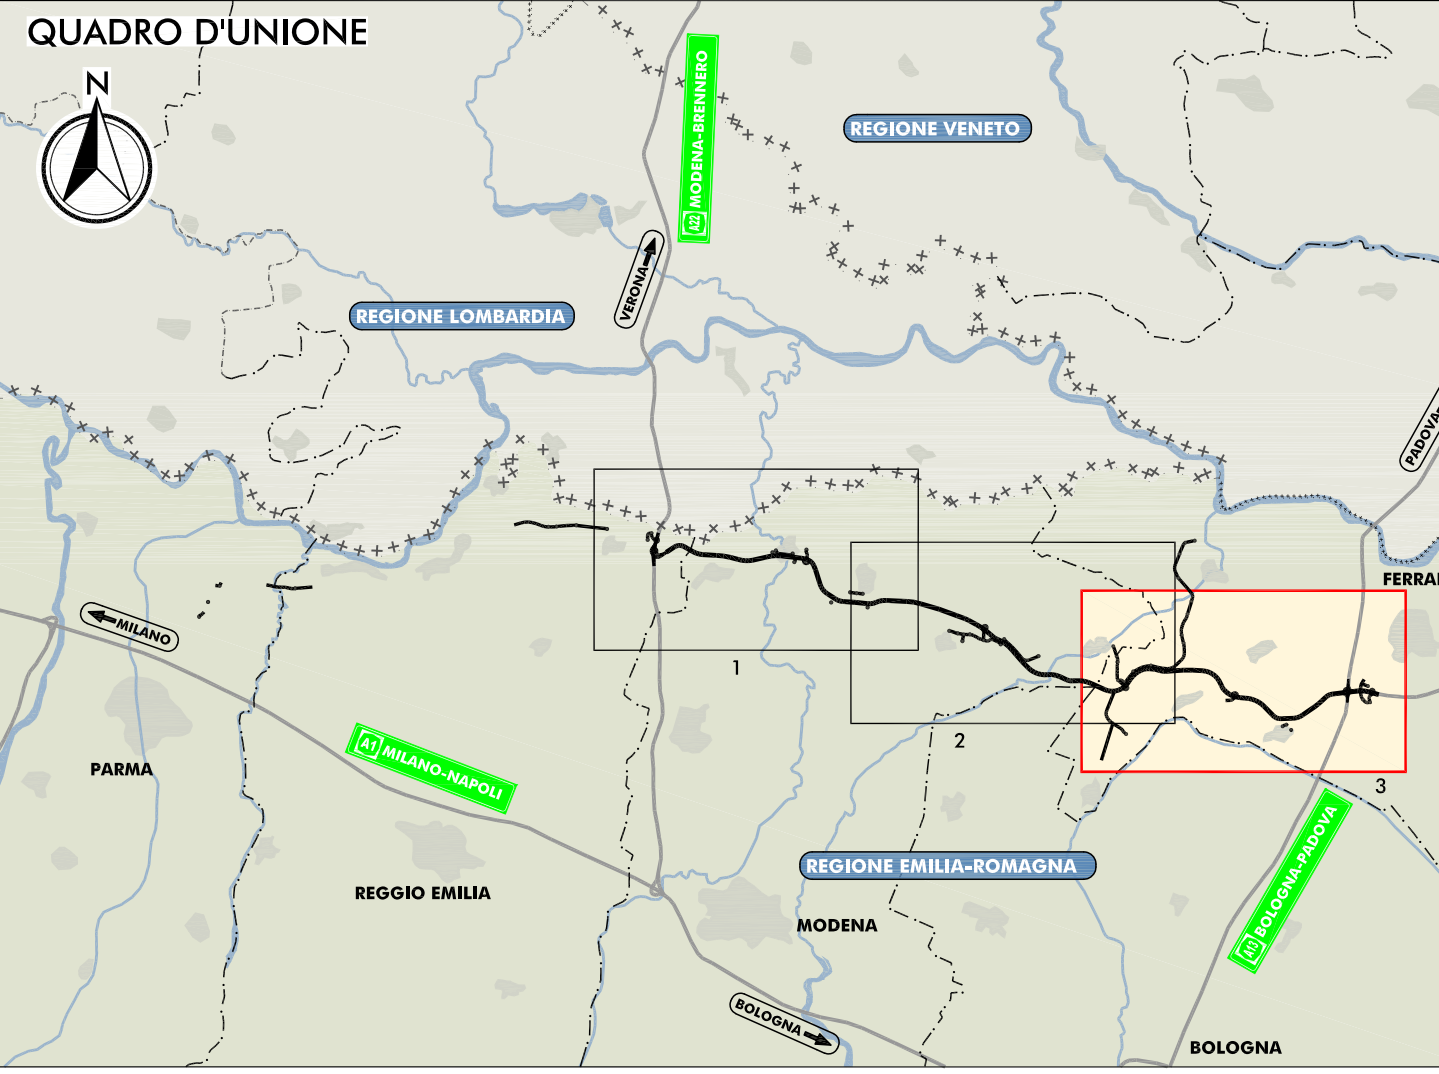 QUADRO D'UNIONE
N
A22 MODENA-BRENNERO
REGIONE VENETO
VERONA
REGIONE LOMBARDIA
PADOVA
FERRA
MILANO
1
2
3
PARMA
A1 MILANO-NAPOLI
REGIONE EMILIA-ROMAGNA
REGGIO EMILIA
MODENA
A13 BOLOGNA-PADOVA
BOLOGNA
BOLOGNA